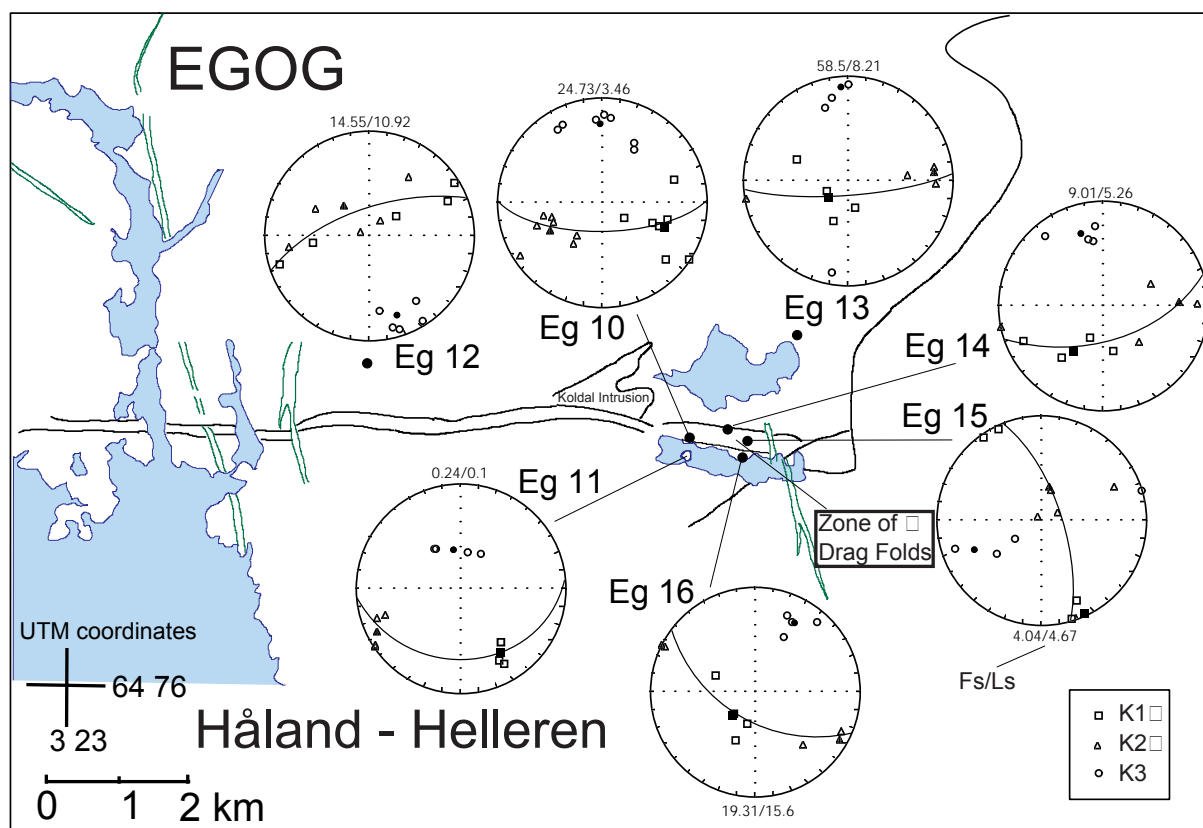 EGOG
14.55/10.92
24.73/3.46
58.5/8.21
9.01/5.26
Eg 12
Eg 10
Eg 13
Eg 14
Koldal Intrusion
Eg 15
0.24/0.1
Eg 11
Zone of □
Drag Folds
Eg 16
4.04/4.67
Fs/Ls
UTM coordinates
64 76
3 23
Håland - Helleren
19.31/15.6
K1□
K2□
K3
0 1 2 km